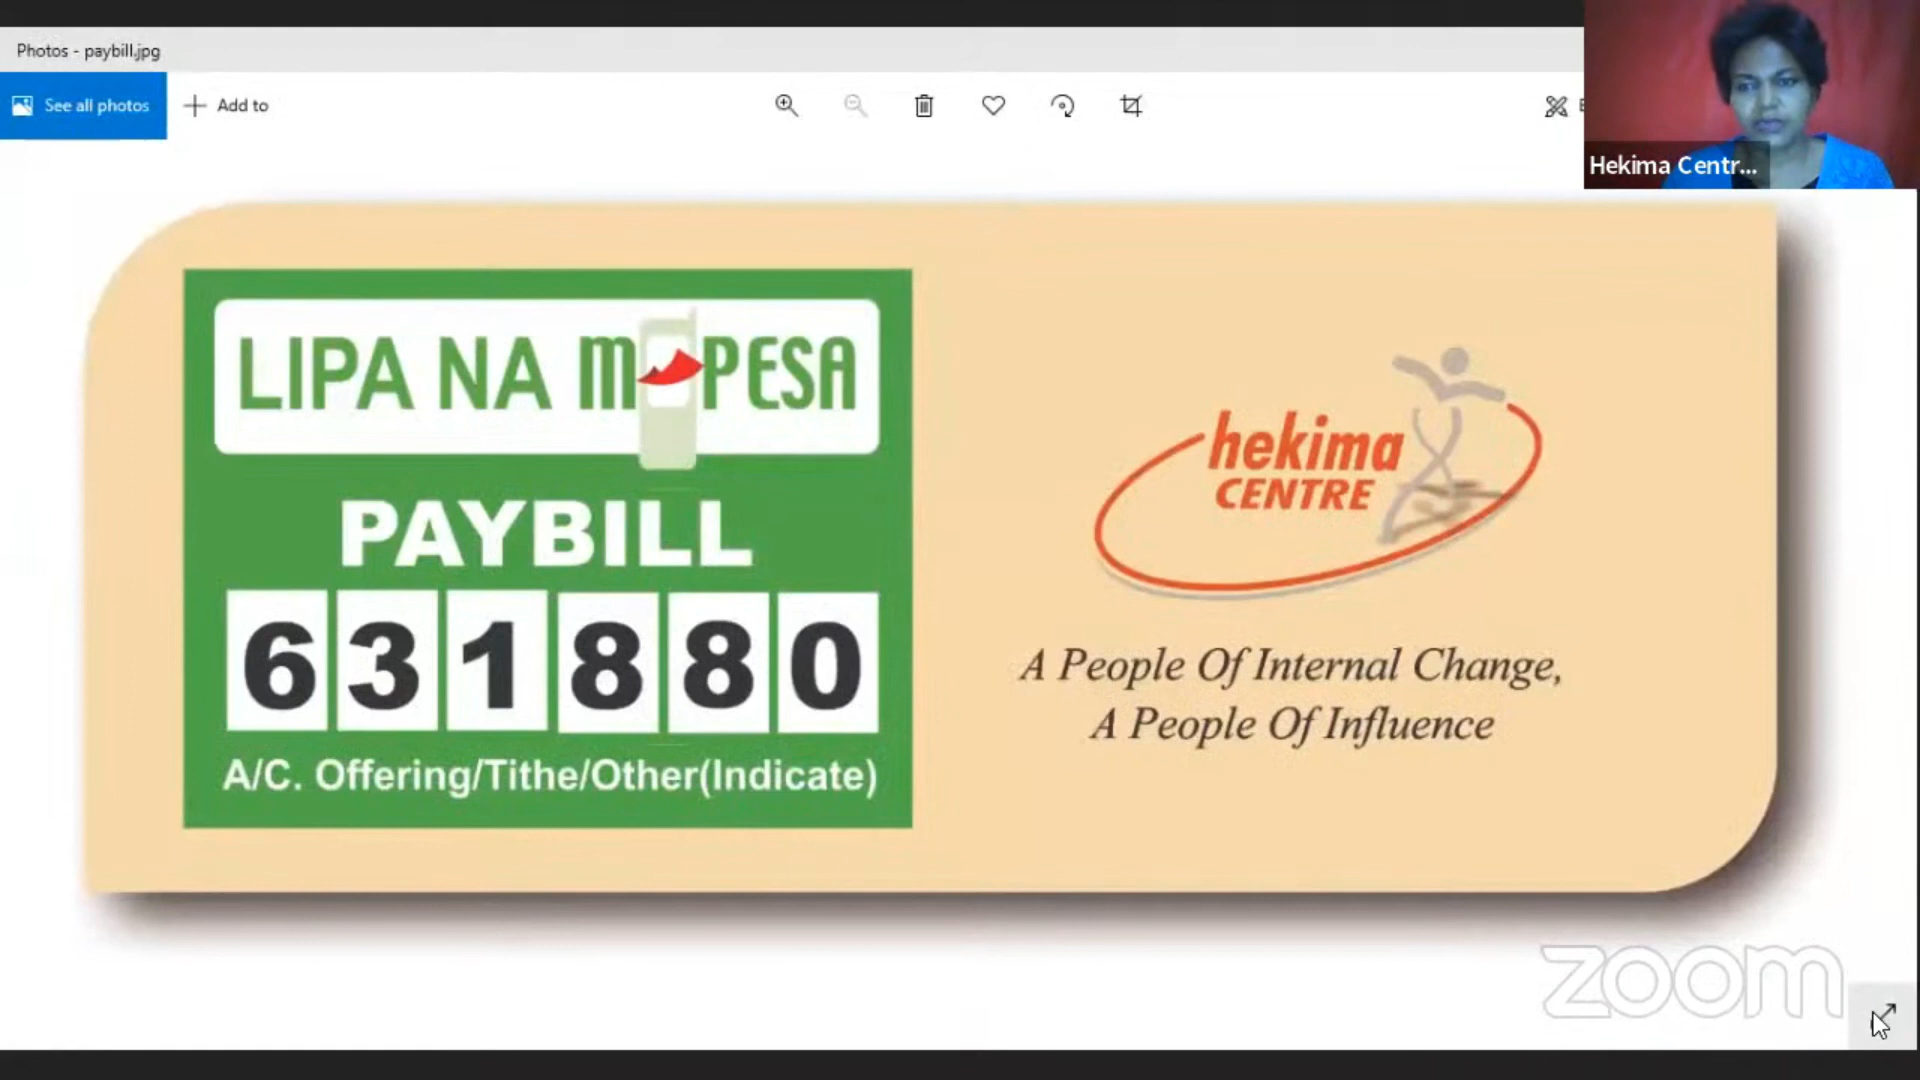 Photos - paybill.jpg
See all photos
Add to
Hekima Centr...
LIPA NA M-PESA
PAYBILL
631880
A/C. Offering/Tithe/Other(Indicate)
hekima
CENTRE
A People Of Internal Change,
A People Of Influence
zoom